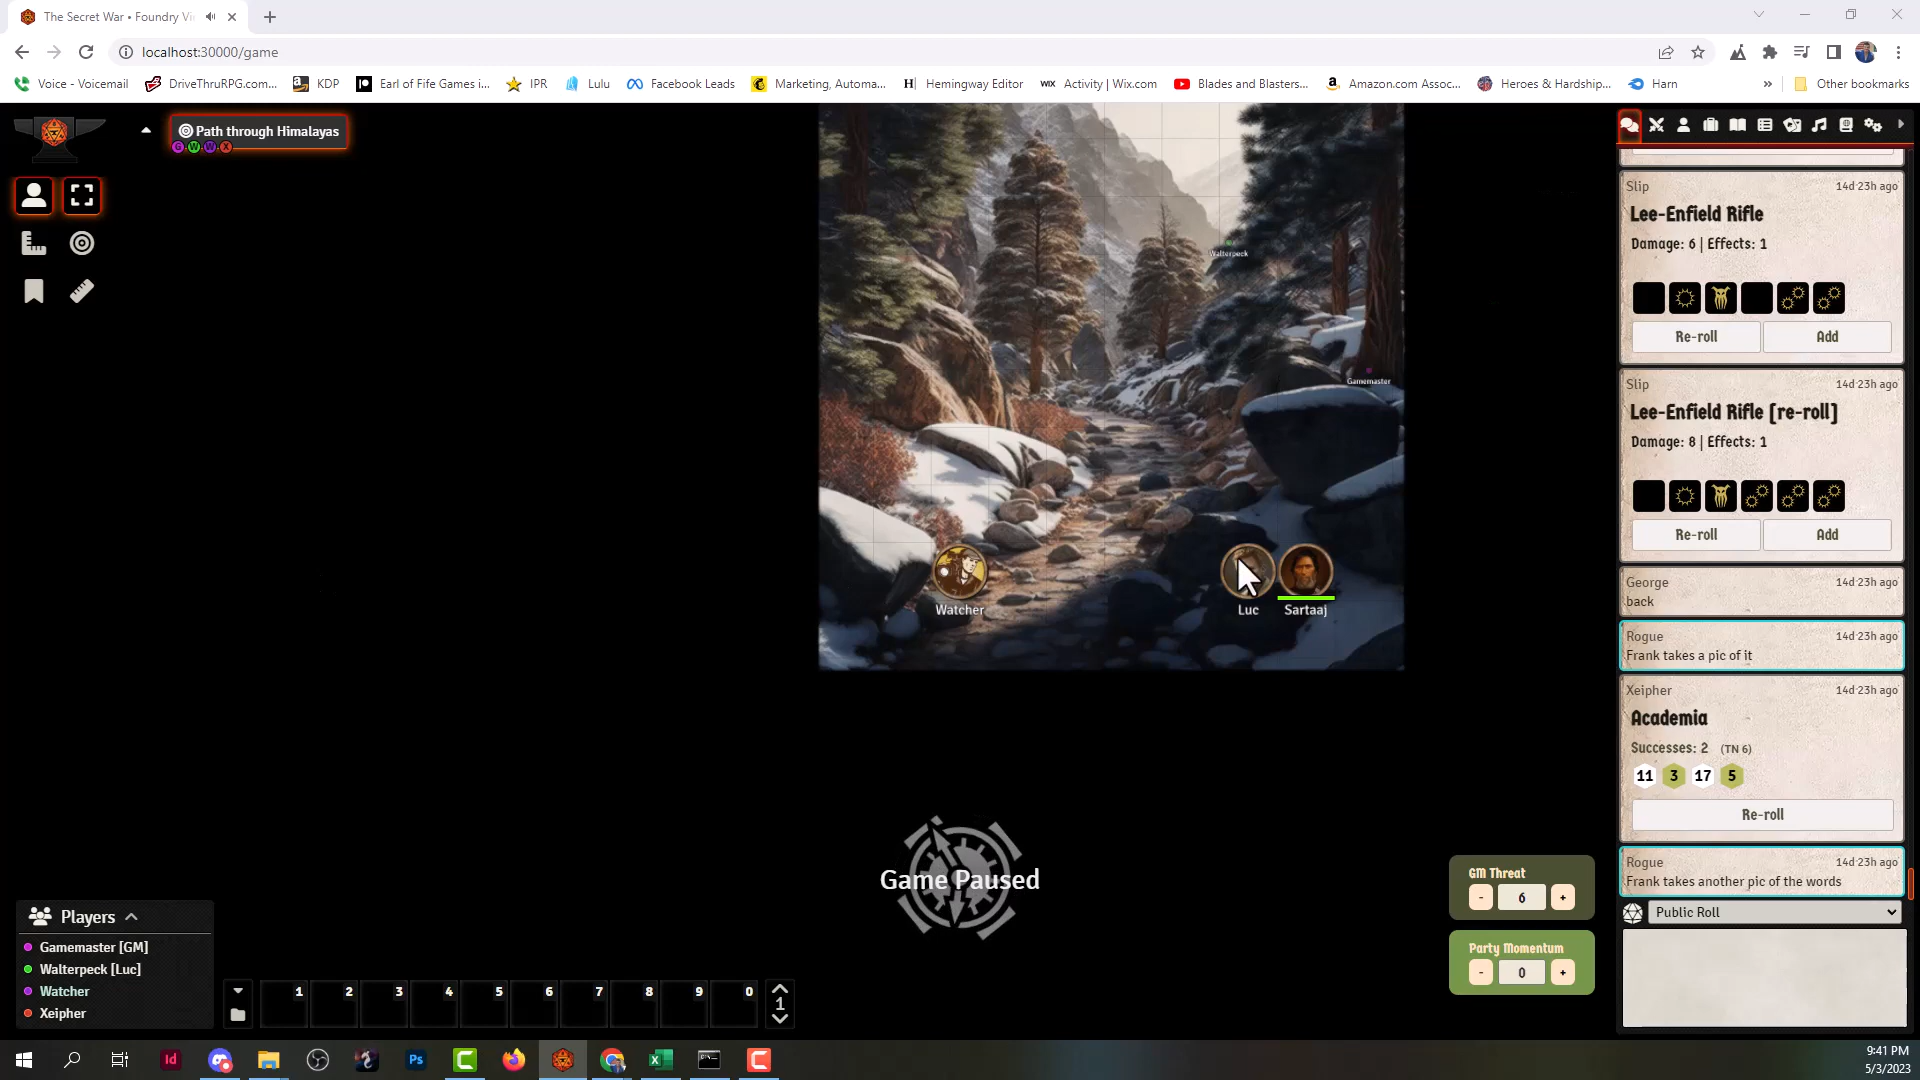 The Secret War • Foundry Vi
localhost:30000/game
Voice - Voicemail
DriveThruRPG.com...
KDP
Earl of Fife Games i...
IPR
Lulu
Facebook Leads
Marketing, Automa...
Hemingway Editor
WIX
Activity | Wix.com
Blades and Blasters...
Amazon.com Assoc...
Heroes & Hardship...
Harn
»
Other bookmarks
Path through Himalayas
G W W X
Walterpeck
Gamemaster
Watcher
Luc
Sartaaj
Game Paused
Players
Gamemaster [GM]
Walterpeck [Luc]
Watcher
Xeipher
1 2 3 4 5 6 7 8 9 0
1
GM Threat
- 6 +
Party Momentum
- 0 +
Slip 14d 23h ago
Lee-Enfield Rifle
Damage: 6 | Effects: 1
Re-roll Add
Slip 14d 23h ago
Lee-Enfield Rifle [re-roll]
Damage: 8 | Effects: 1
Re-roll Add
George 14d 23h ago
back
Rogue 14d 23h ago
Frank takes a pic of it
Xeipher 14d 23h ago
Academia
Successes: 2 (TN 6)
11 3 17 5
Re-roll
Rogue 14d 23h ago
Frank takes another pic of the words
Public Roll
Id
Ps
9:41 PM
5/3/2023